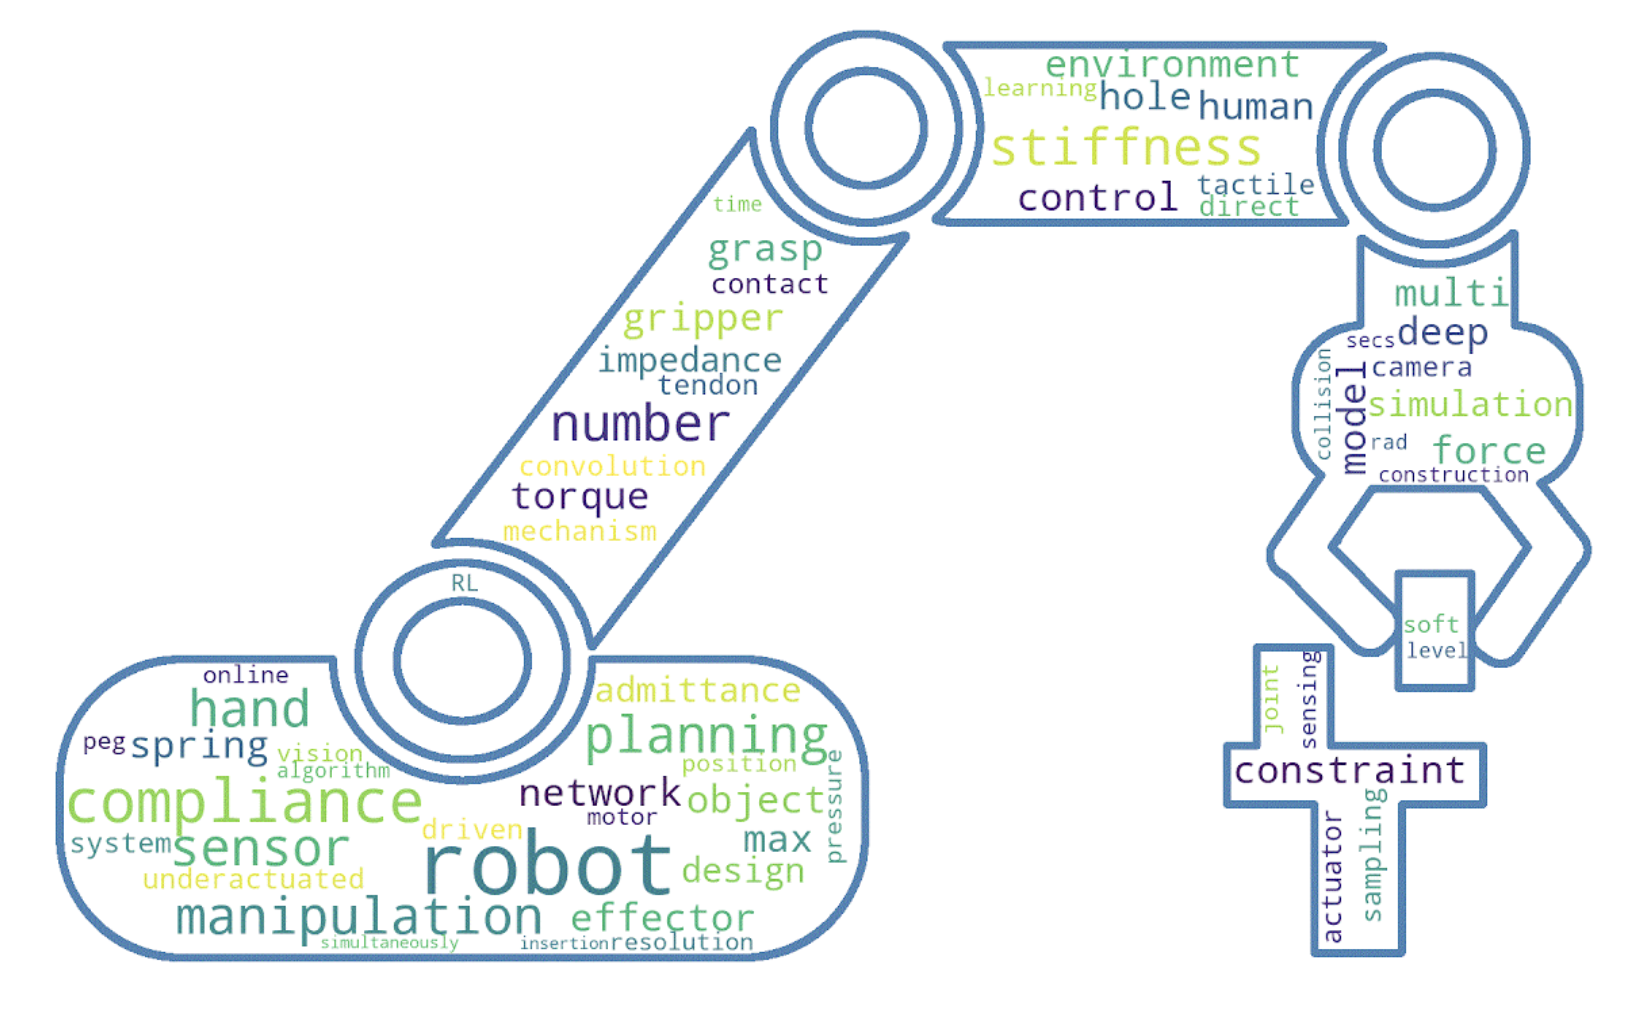 environment
learning
hole
human
stiffness
control
tactile
direct
time
grasp
contact
gripper
impedance
tendon
number
convolution
torque
mechanism
RL
multi
secs
deep
camera
collision
model
simulation
rad
force
construction
soft
level
joint
sensing
constraint
actuator
sampling
online
hand
peg
spring
vision
algorithm
compliance
system
sensor
underactuated
manipulation
simultaneously
admittance
planning
position
pressure
network
object
motor
driven
max
robot
design
effector
insertion
resolution